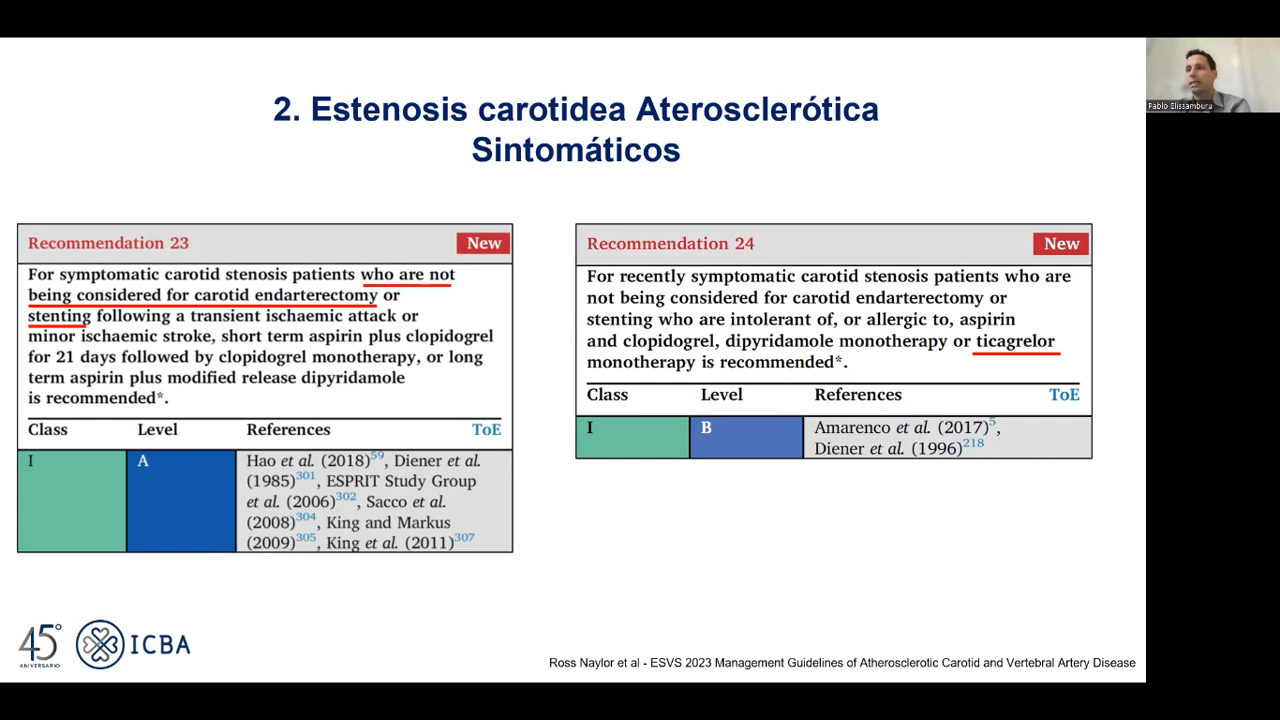 2. Estenosis carotidea Aterosclerótica
Sintomáticos
Pablo Elissamburu
Recommendation 23
New
For symptomatic carotid stenosis patients who are not
being considered for carotid endarterectomy or
stenting following a transient ischaemic attack or
minor ischaemic stroke, short term aspirin plus clopidogrel
for 21 days followed by clopidogrel monotherapy, or long
term aspirin plus modified release dipyridamole
is recommended*.
Class Level References ToE
I A Hao et al. (2018)59, Diener et al.
(1985)301, ESPRIT Study Group
et al. (2006)302, Sacco et al.
(2008)304, King and Markus
(2009)305, King et al. (2011)307
Recommendation 24
New
For recently symptomatic carotid stenosis patients who are
not being considered for carotid endarterectomy or
stenting who are intolerant of, or allergic to, aspirin
and clopidogrel, dipyridamole monotherapy or ticagrelor
monotherapy is recommended*.
Class Level References ToE
I B Amarenco et al. (2017)5,
Diener et al. (1996)218
45°
ANIVERSARIO
ICBA
Ross Naylor et al - ESVS 2023 Management Guidelines of Atherosclerotic Carotid and Vertebral Artery Disease